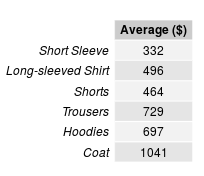 Average ($)
Short Sleeve 332
Long-sleeved Shirt 496
Shorts 464
Trousers 729
Hoodies 697
Coat 1041